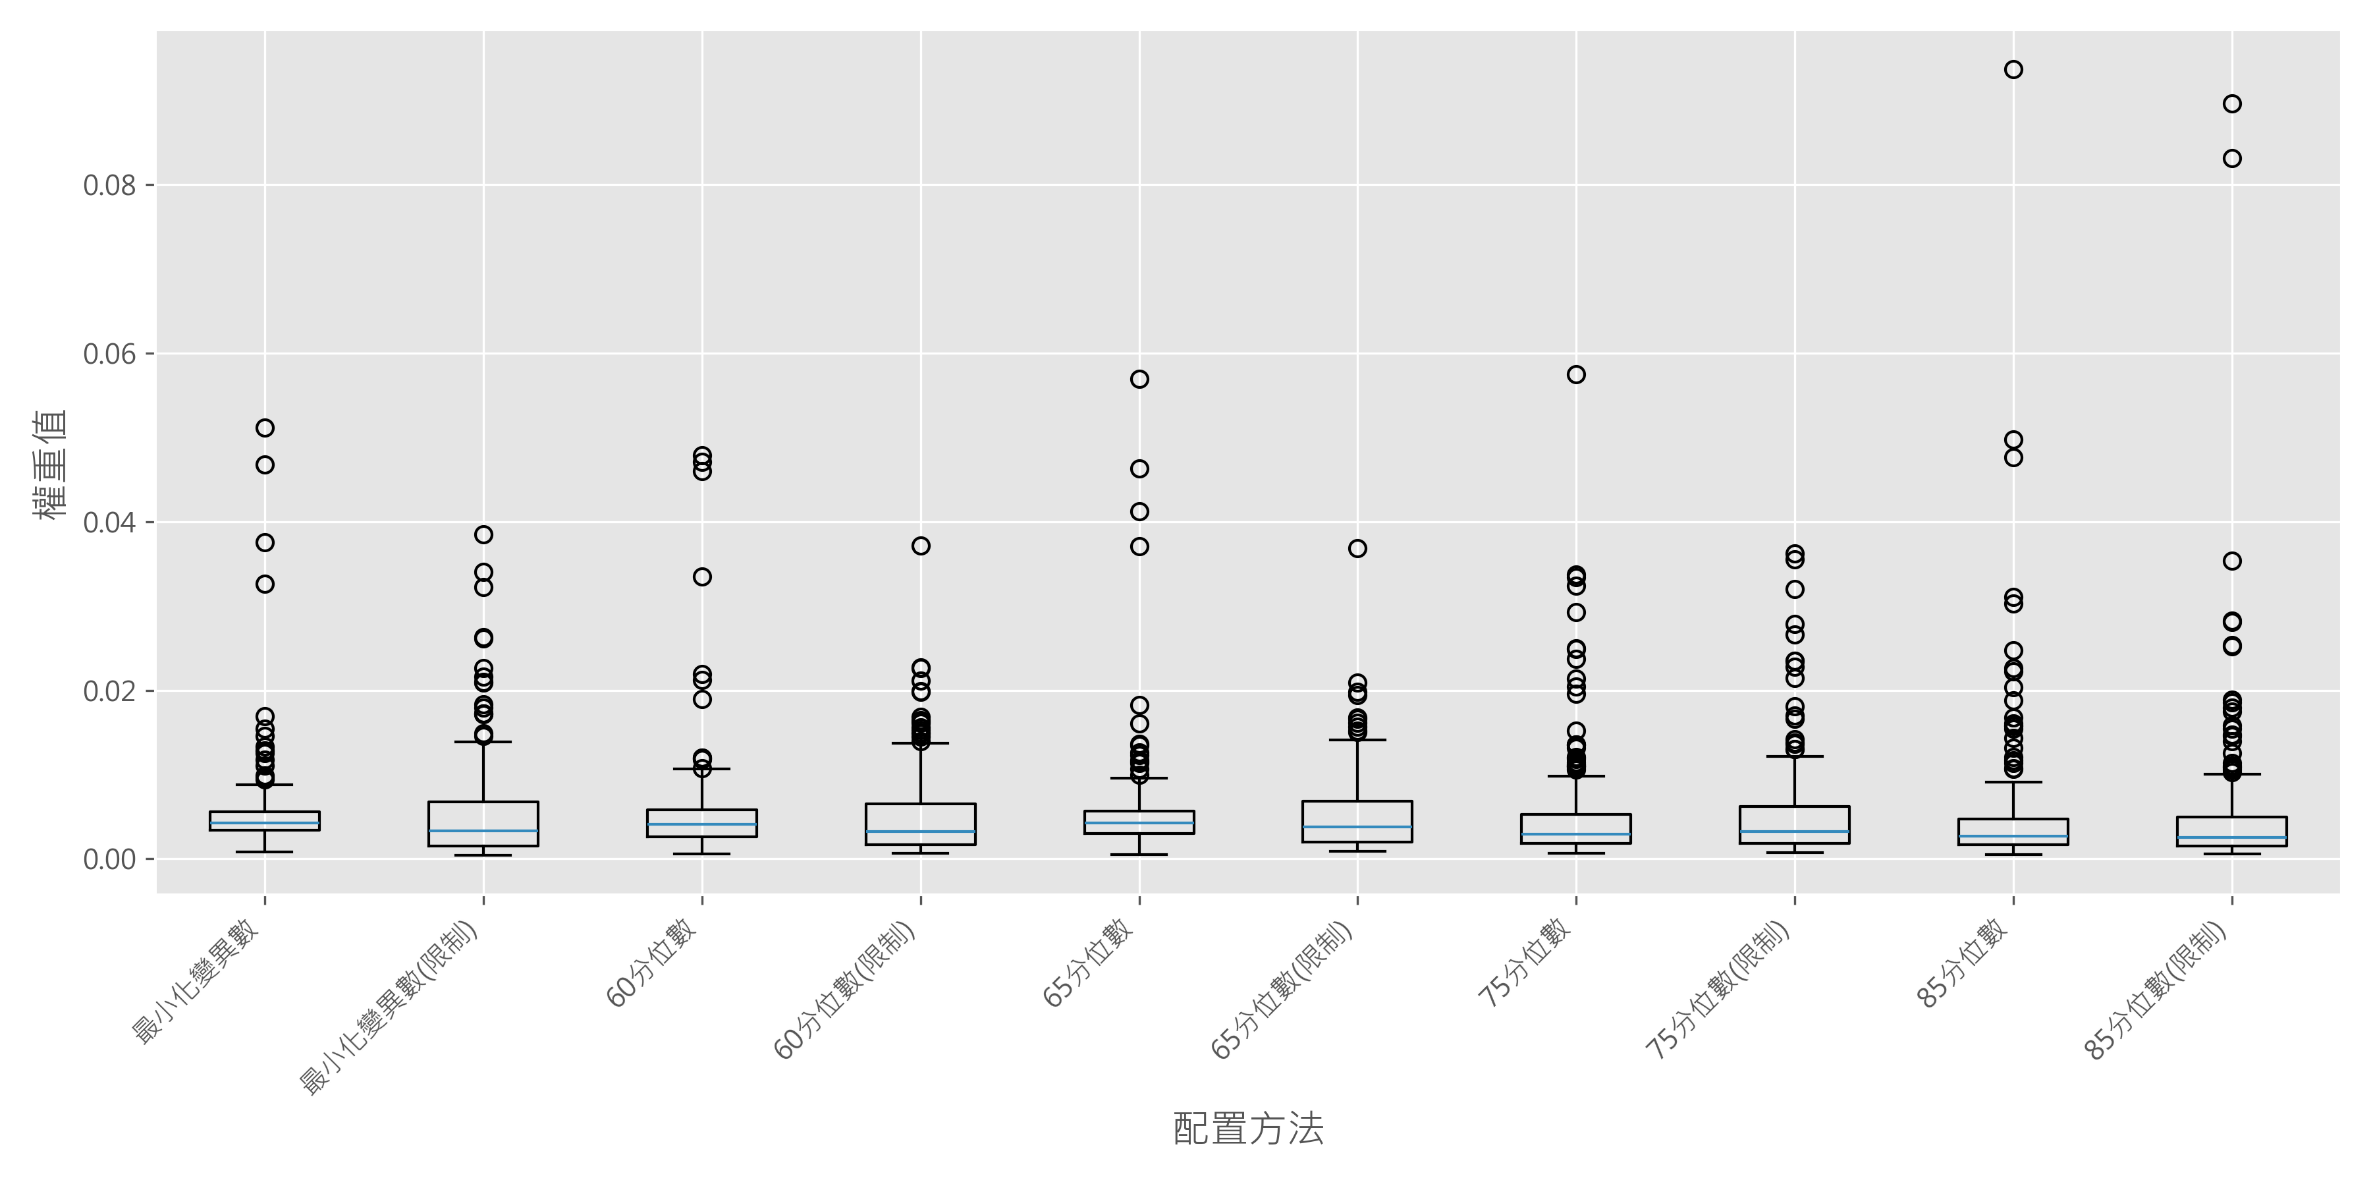 權重值
0.08
0.06
0.04
0.02
0.00
最小化變異數
最小化變異數(限制)
60分位數
60分位數(限制)
65分位數
65分位數(限制)
75分位數
75分位數(限制)
85分位數
85分位數(限制)
配置方法